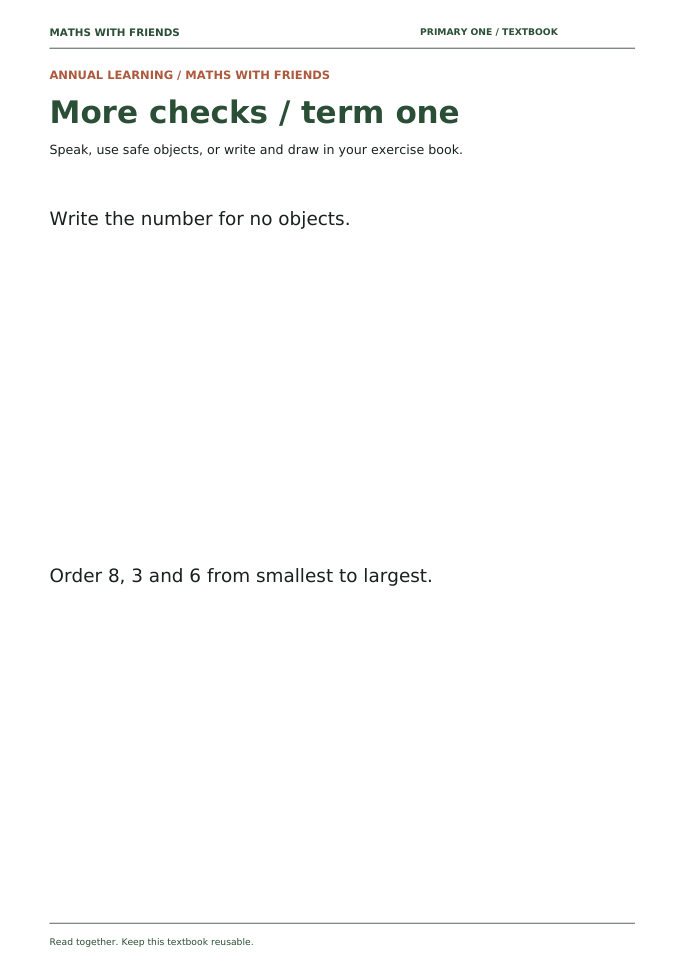 MATHS WITH FRIENDS
PRIMARY ONE / TEXTBOOK
ANNUAL LEARNING / MATHS WITH FRIENDS
More checks / term one
Speak, use safe objects, or write and draw in your exercise book.
Write the number for no objects.
Order 8, 3 and 6 from smallest to largest.
Read together. Keep this textbook reusable.